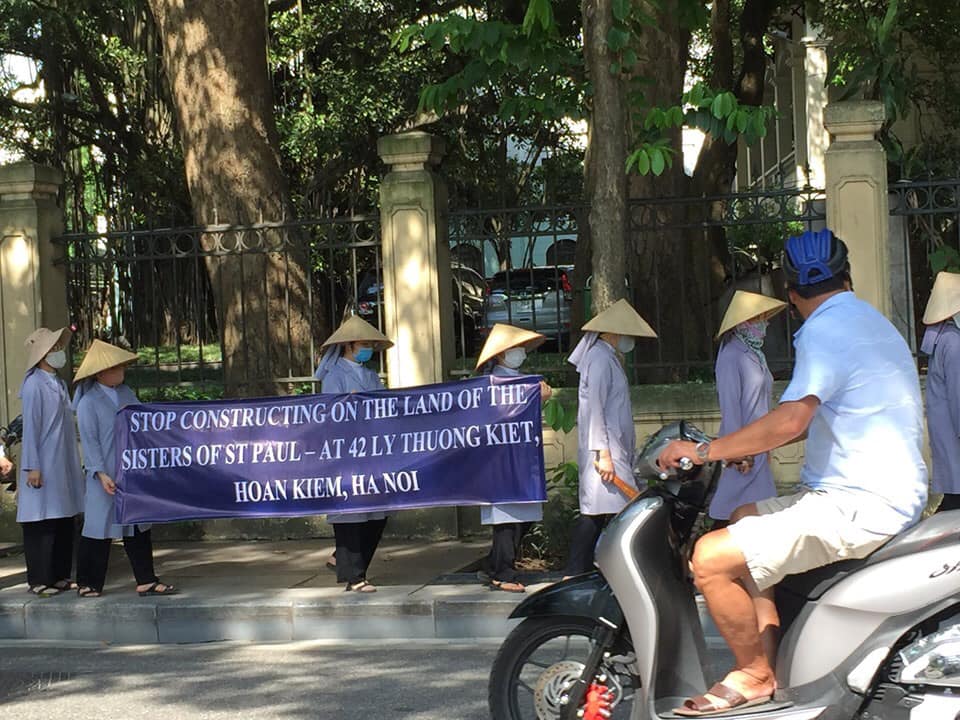 STOP CONSTRUCTING ON THE LAND OF THE
SISTERS OF ST PAUL – AT 42 LY THUONG KIET,
HOAN KIEM, HA NOI